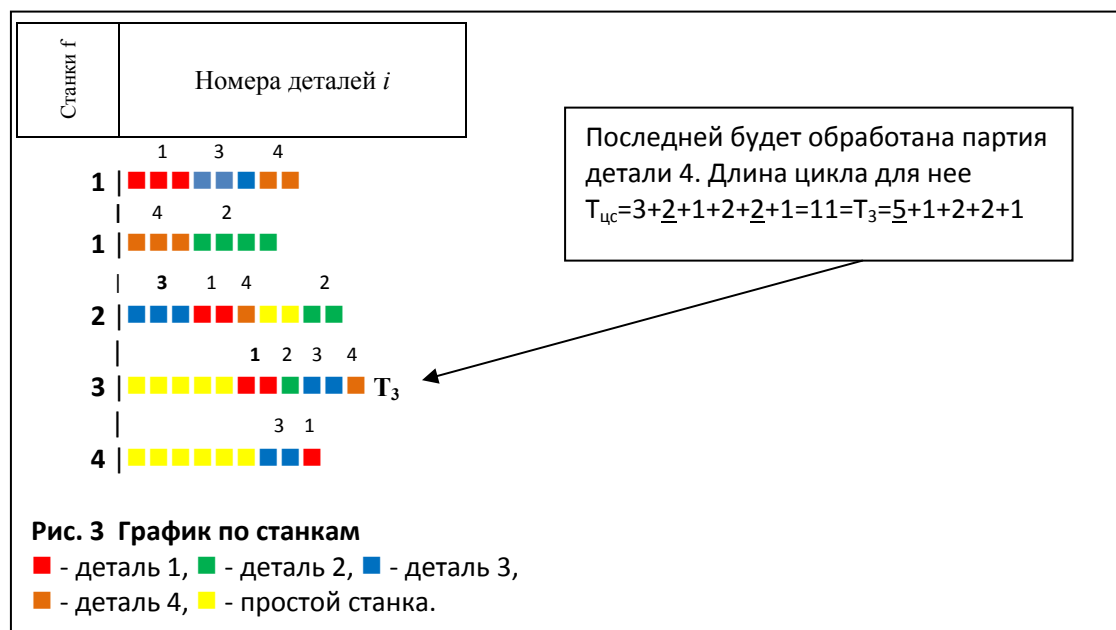 Станки f
Номера деталей i
Последней будет обработана партия
детали 4. Длина цикла для нее
Tцс=3+2+1+2+2+1=11=T3=5+1+2+2+1
1 3 4
1
4 2
1
3 1 4 2
2
1 2 3 4
3 T3
3 1
4
Рис. 3 График по станкам
- деталь 1, - деталь 2, - деталь 3,
- деталь 4, - простой станка.